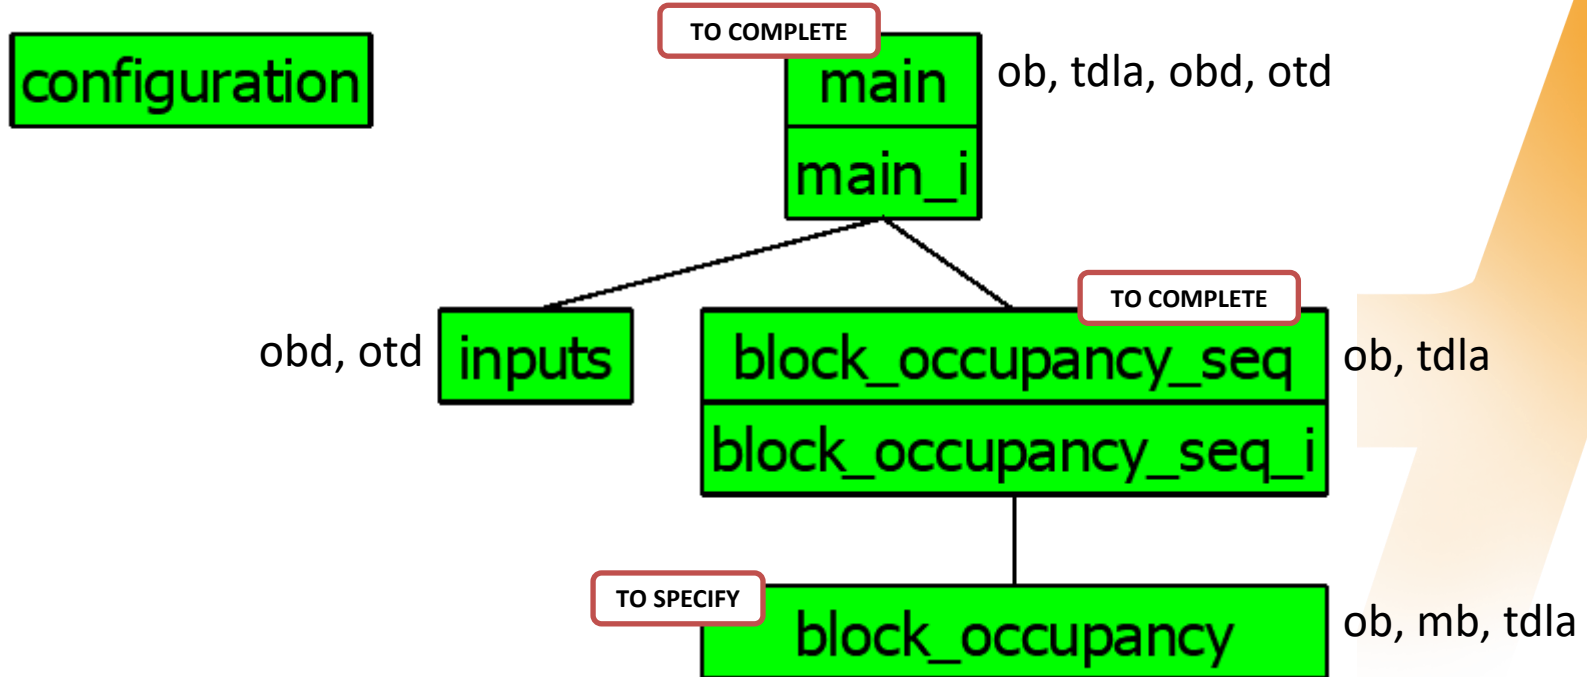 TO COMPLETE
configuration
main
ob, tdla, obd, otd
main_i
TO COMPLETE
obd, otd
inputs
block_occupancy_seq
ob, tdla
block_occupancy_seq_i
TO SPECIFY
block_occupancy
ob, mb, tdla